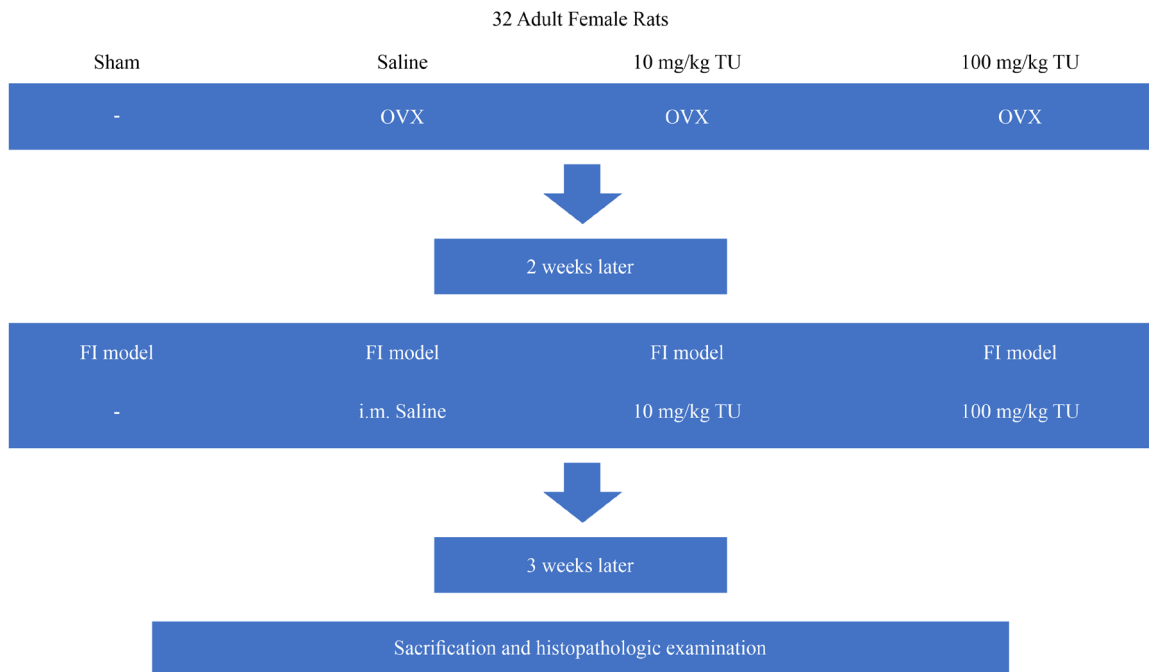 32 Adult Female Rats
Sham Saline 10 mg/kg TU 100 mg/kg TU
- OVX OVX OVX
2 weeks later
FI model FI model FI model FI model
- i.m. Saline 10 mg/kg TU 100 mg/kg TU
3 weeks later
Sacrification and histopathologic examination